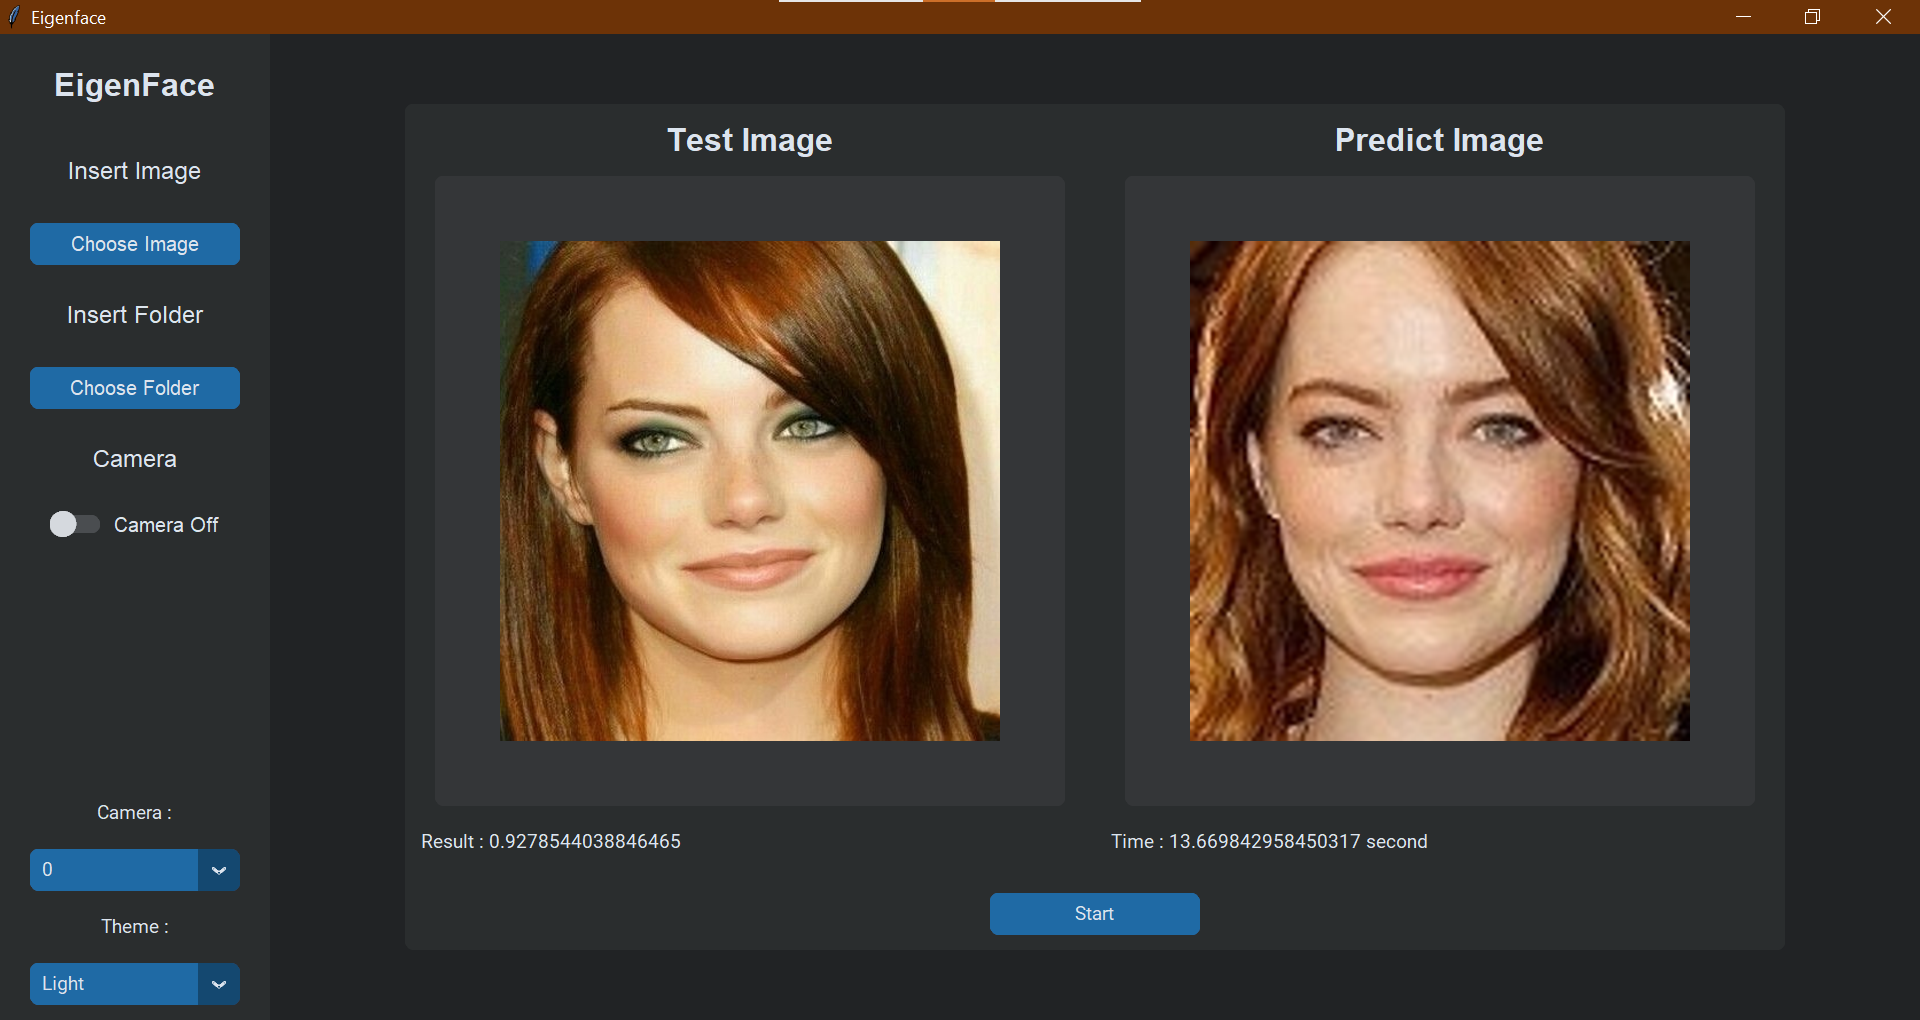 Eigenface
EigenFace
Insert Image
Choose Image
Insert Folder
Choose Folder
Camera
Camera Off
Camera :
0
Theme :
Light
Test Image
Predict Image
Result : 0.9278544038846465
Time : 13.669842958450317 second
Start